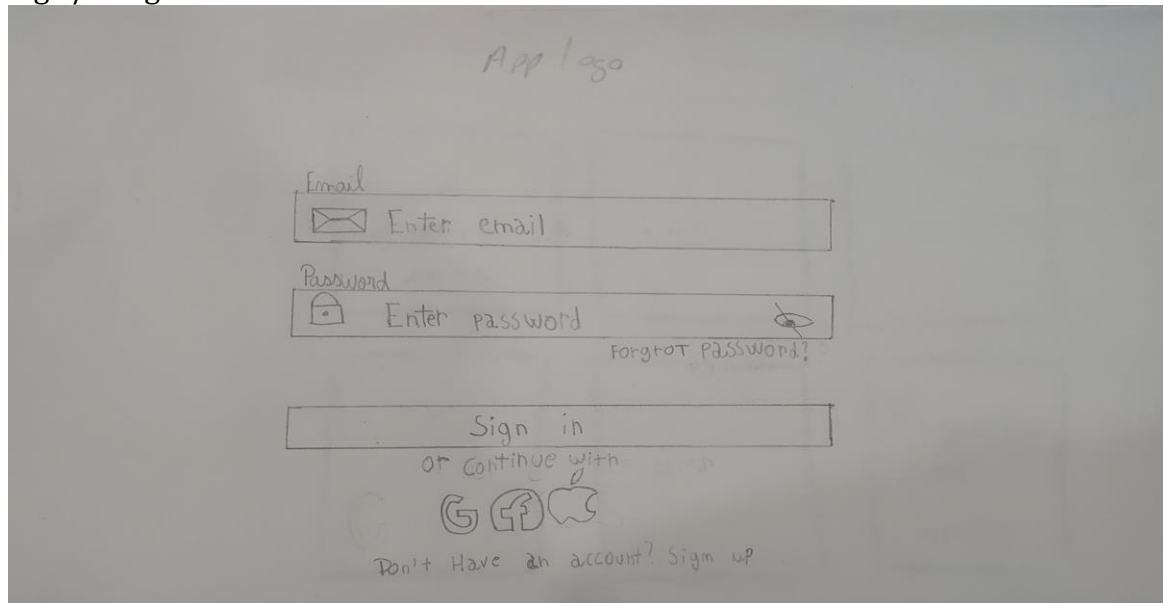 App logo
Email
Enter email
Password
Enter password
Forgtot password?
Sign in
or continue with
G f
Don't Have an account? Sign up